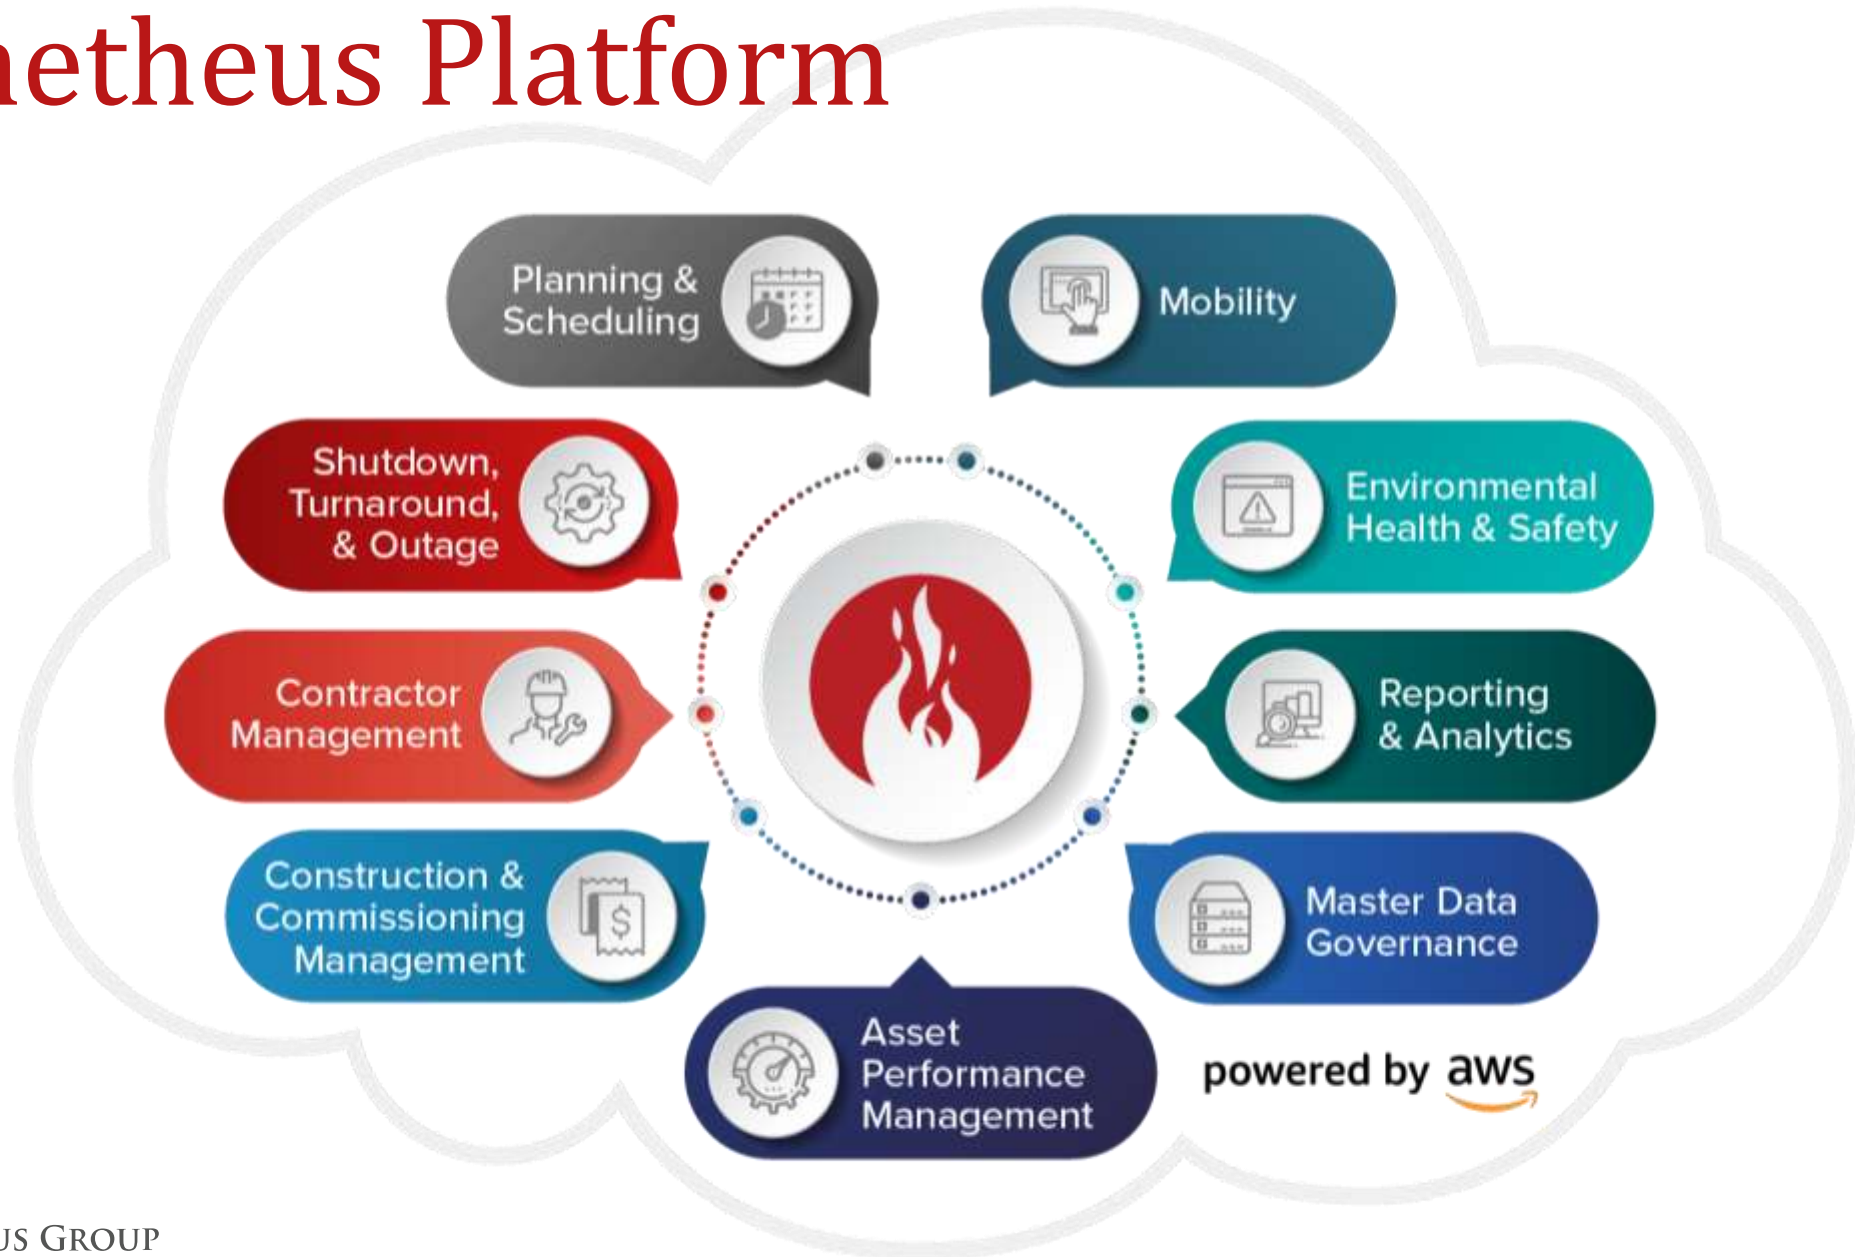 metheus Platform
Planning &
Scheduling
Mobility
Shutdown,
Turnaround,
& Outage
Environmental
Health & Safety
Contractor
Management
Reporting
& Analytics
Construction &
Commissioning
Management
$
Master Data
Governance
Asset
Performance
Management
powered by aws
US GROUP